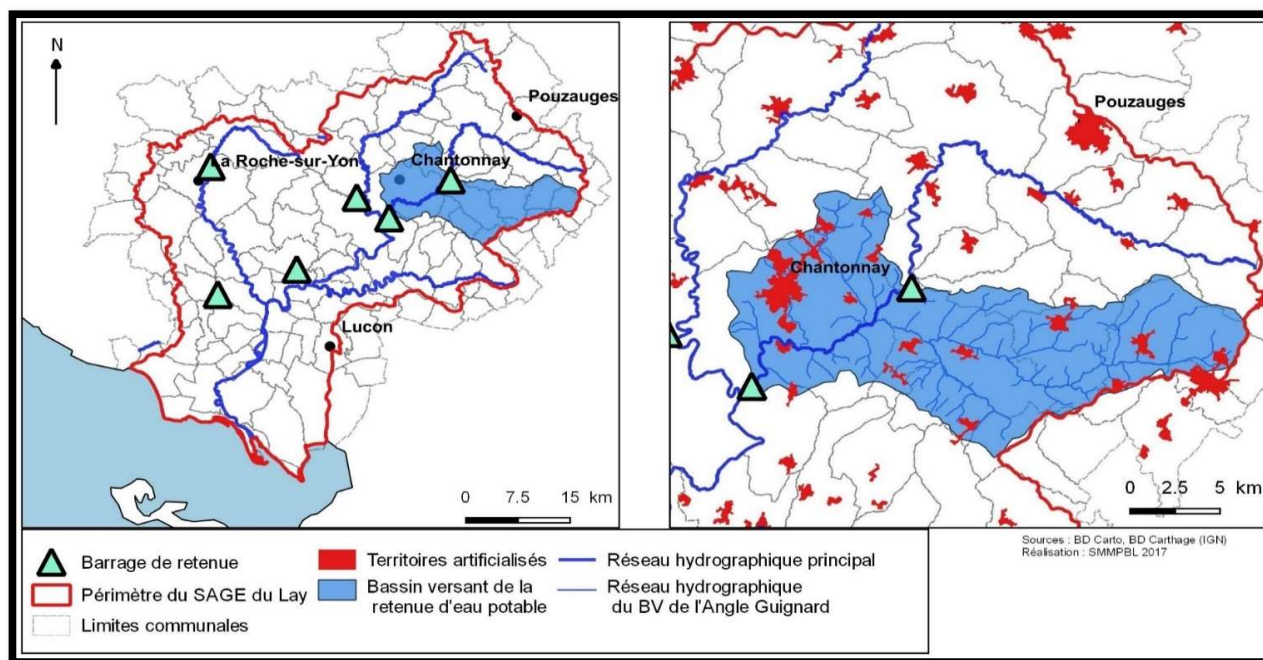 N
Pouzauges
La Roche-sur-Yon
Chantonnay
Lucon
0 7.5 15 km
Pouzauges
Chantonnay
0 2.5 5 km
Sources : BD Carto, BD Carthage (IGN)
Réalisation : SMMPBL 2017
Barrage de retenue
Périmètre du SAGE du Lay
Limites communales
Territoires artificialisés
Bassin versant de la
retenue d'eau potable
Réseau hydrographique principal
Réseau hydrographique
du BV de l'Angle Guignard